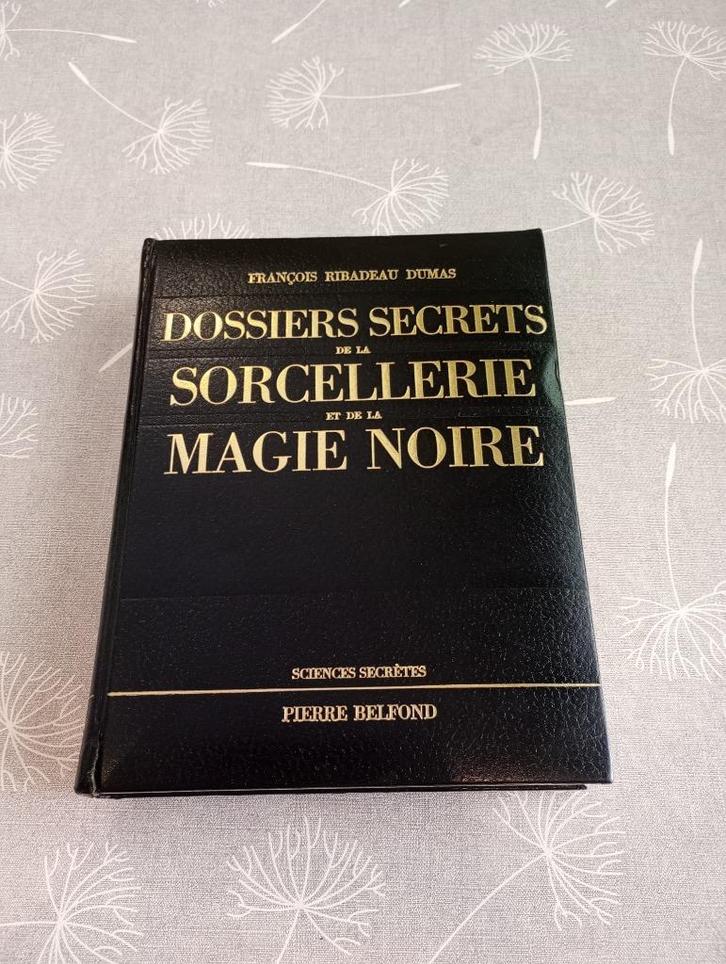 FRANÇOIS RIBADEAU DUMAS
DOSSIERS SECRETS
DE LA
SORCELLERIE
ET DE LA
MAGIE NOIRE
SCIENCES SECRÈTES
PIERRE BELFOND